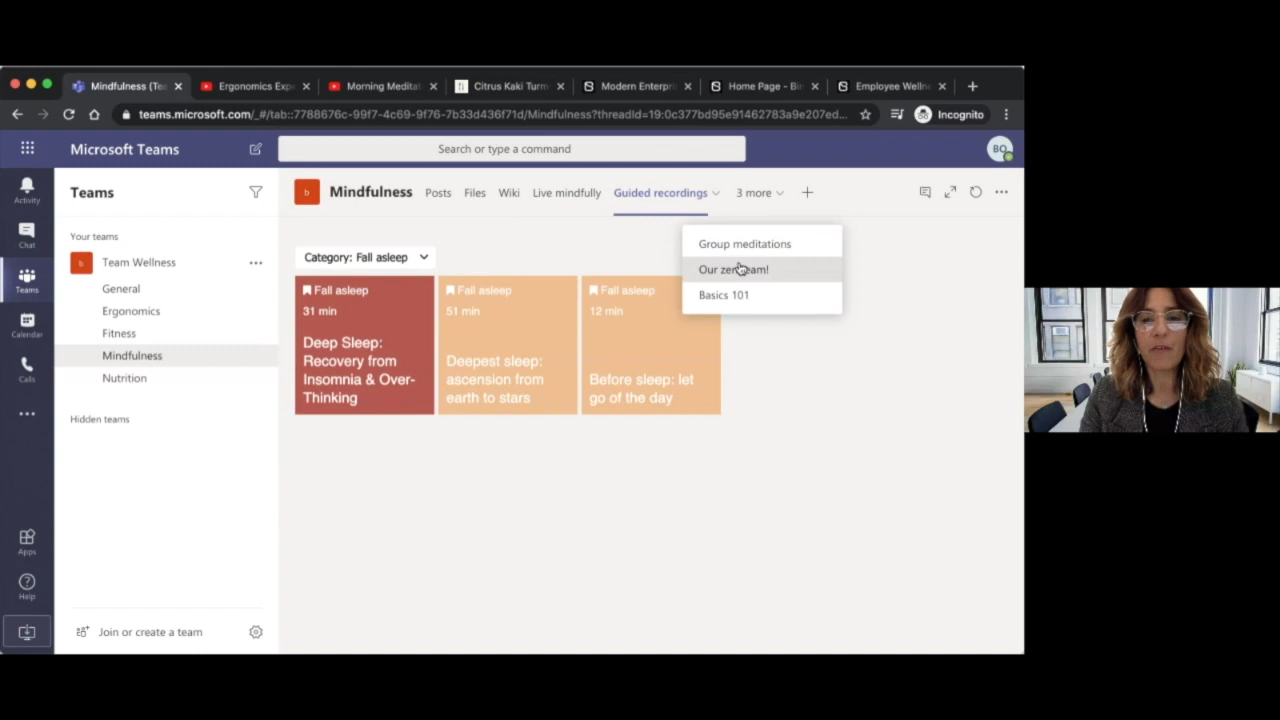 Mindfulness (Tea
Ergonomics Exp
Morning Meditat
Citrus Kaki Turm
Modern Enterpri
Home Page - Bi
Employee Welln
teams.microsoft.com/_#/tab::7788676c-99f7-4c69-9f76-7b33d436f71d/Mindfulness?threadId=19:0c377bd95e91462783a9e207ed...
Incognito
Microsoft Teams
Search or type a command
BO
Activity
Chat
Teams
Calendar
Calls
Apps
Help
Teams
Your teams
b Team Wellness
General
Ergonomics
Fitness
Mindfulness
Nutrition
Hidden teams
Join or create a team
b Mindfulness Posts Files Wiki Live mindfully Guided recordings 3 more
Group meditations
Our zen team!
Basics 101
Category: Fall asleep
Fall asleep
31 min
Deep Sleep:
Recovery from
Insomnia & Over-
Thinking
Fall asleep
51 min
Deepest sleep:
ascension from
earth to stars
Fall asleep
12 min
Before sleep: let
go of the day